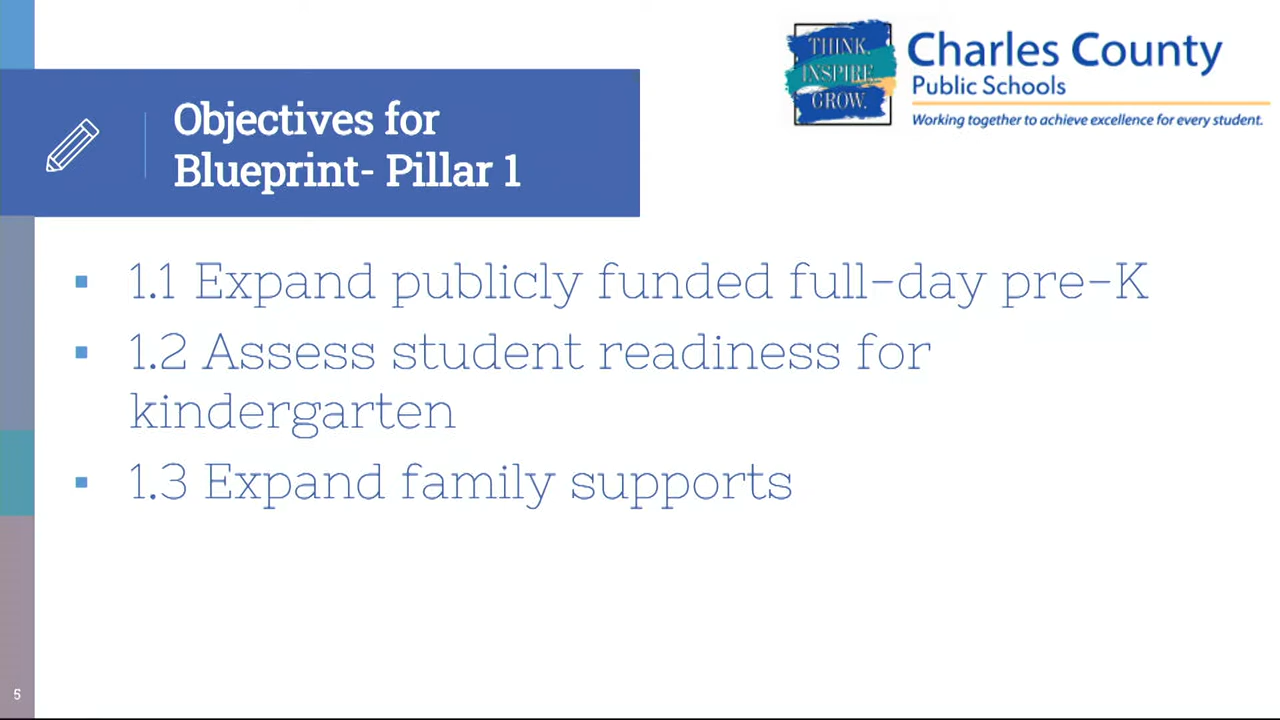 THINK.
INSPIRE.
GROW.
Charles County
Public Schools
Working together to achieve excellence for every student.
Objectives for
Blueprint- Pillar 1
▪ 1.1 Expand publicly funded full-day pre-K
▪ 1.2 Assess student readiness for
kindergarten
▪ 1.3 Expand family supports
5